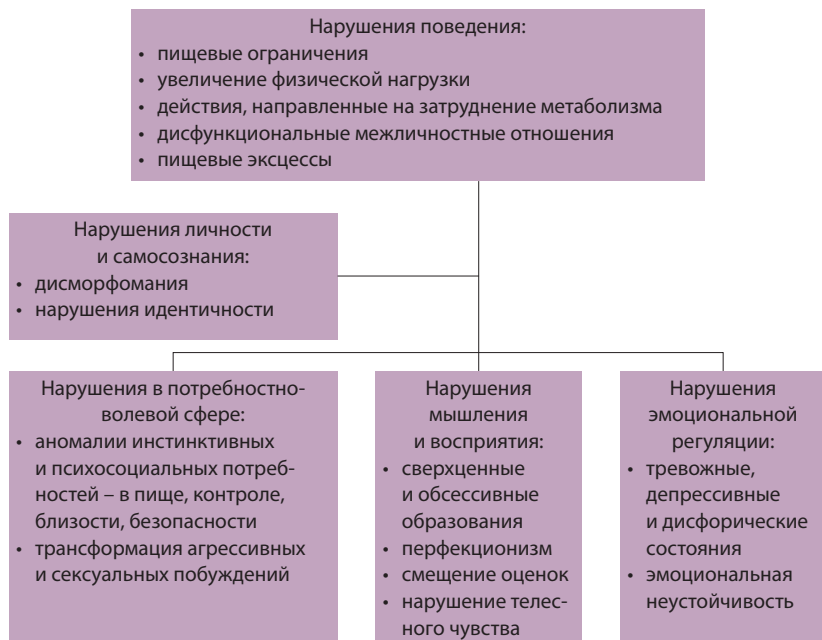 Нарушения поведения:
• пищевые ограничения
• увеличение физической нагрузки
• действия, направленные на затруднение метаболизма
• дисфункциональные межличностные отношения
• пищевые эксцессы
Нарушения личности
и самосознания:
• дисморфомания
• нарушения идентичности
Нарушения в потребностно-
волевой сфере:
• аномалии инстинктивных
и психосоциальных потреб-
ностей – в пище, контроле,
близости, безопасности
• трансформация агрессивных
и сексуальных побуждений
Нарушения
мышления
и восприятия:
• сверхценные
и обсессивные
образования
• перфекционизм
• смещение оценок
• нарушение телес-
ного чувства
Нарушения
эмоциональной
регуляции:
• тревожные,
депрессивные
и дисфорические
состояния
• эмоциональная
неустойчивость